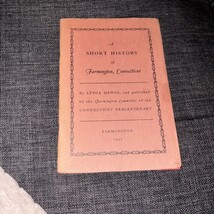 A
SHORT HISTORY
of
Farmington, Connecticut
By LYDIA HEWES, and published
by the Farmington Committee of the
CONNECTICUT TERCENTENARY
FARMINGTON
1935